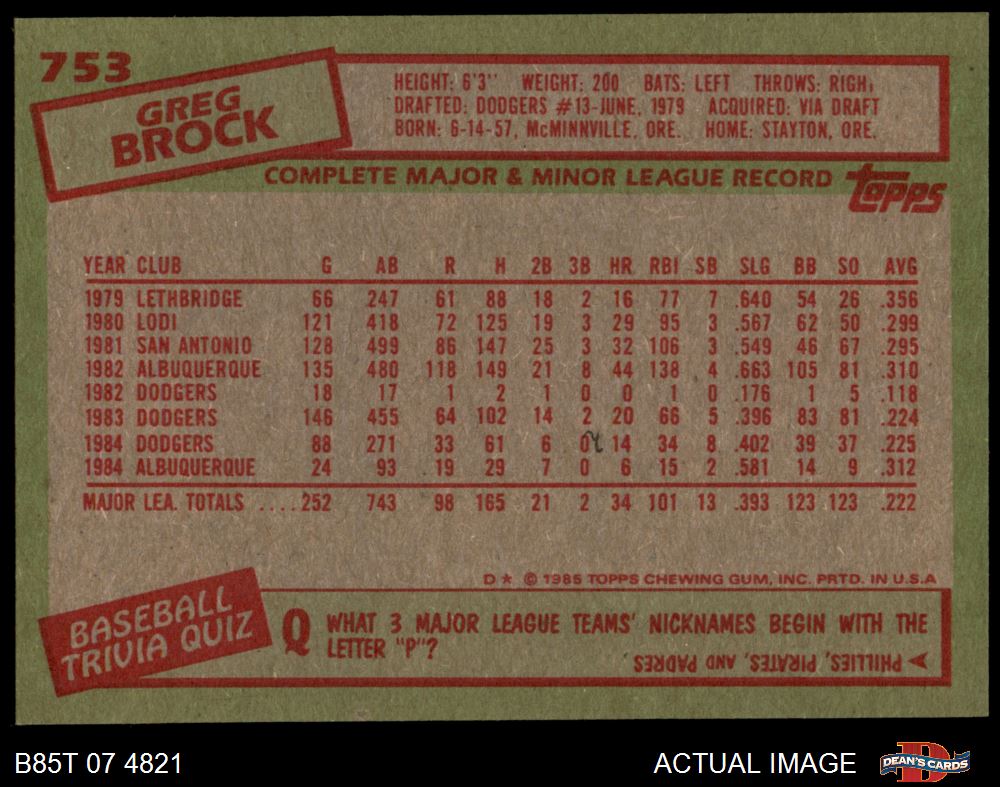 753
GREG
BROCK
HEIGHT: 6'3" WEIGHT: 200 BATS: LEFT THROWS: RIGHT
DRAFTED: DODGERS #13-JUNE, 1979 ACQUIRED: VIA DRAFT
BORN: 6-14-57, McMINNVILLE, ORE. HOME: STAYTON, ORE.
COMPLETE MAJOR & MINOR LEAGUE RECORD topps
YEAR CLUB G AB R H 2B 3B HR RBI SB SLG BB SO AVG
1979 LETHBRIDGE 66 247 61 88 18 2 16 77 7 .640 54 26 .356
1980 LODI 121 418 72 125 19 3 29 95 3 .567 62 50 .299
1981 SAN ANTONIO 128 499 86 147 25 3 32 106 3 .549 46 67 .295
1982 ALBUQUERQUE 135 480 118 149 21 8 44 138 4 .663 105 81 .310
1982 DODGERS 18 17 1 2 1 0 0 1 0 .176 1 5 .118
1983 DODGERS 146 455 64 102 14 2 20 66 5 .396 83 81 .224
1984 DODGERS 88 271 33 61 6 0 14 34 8 .402 39 37 .225
1984 ALBUQUERQUE 24 93 19 29 7 0 6 15 2 .581 14 9 .312
MAJOR LEA. TOTALS ....252 743 98 165 21 2 34 101 13 .393 123 123 .222
D* © 1985 TOPPS CHEWING GUM, INC. PRTD. IN U.S.A
BASEBALL
TRIVIA QUIZ
Q WHAT 3 MAJOR LEAGUE TEAMS' NICKNAMES BEGIN WITH THE
LETTER "P"?
PHILLIES, PIRATES, AND PADRES
B85T 07 4821
ACTUAL IMAGE
DEAN'S CARDS